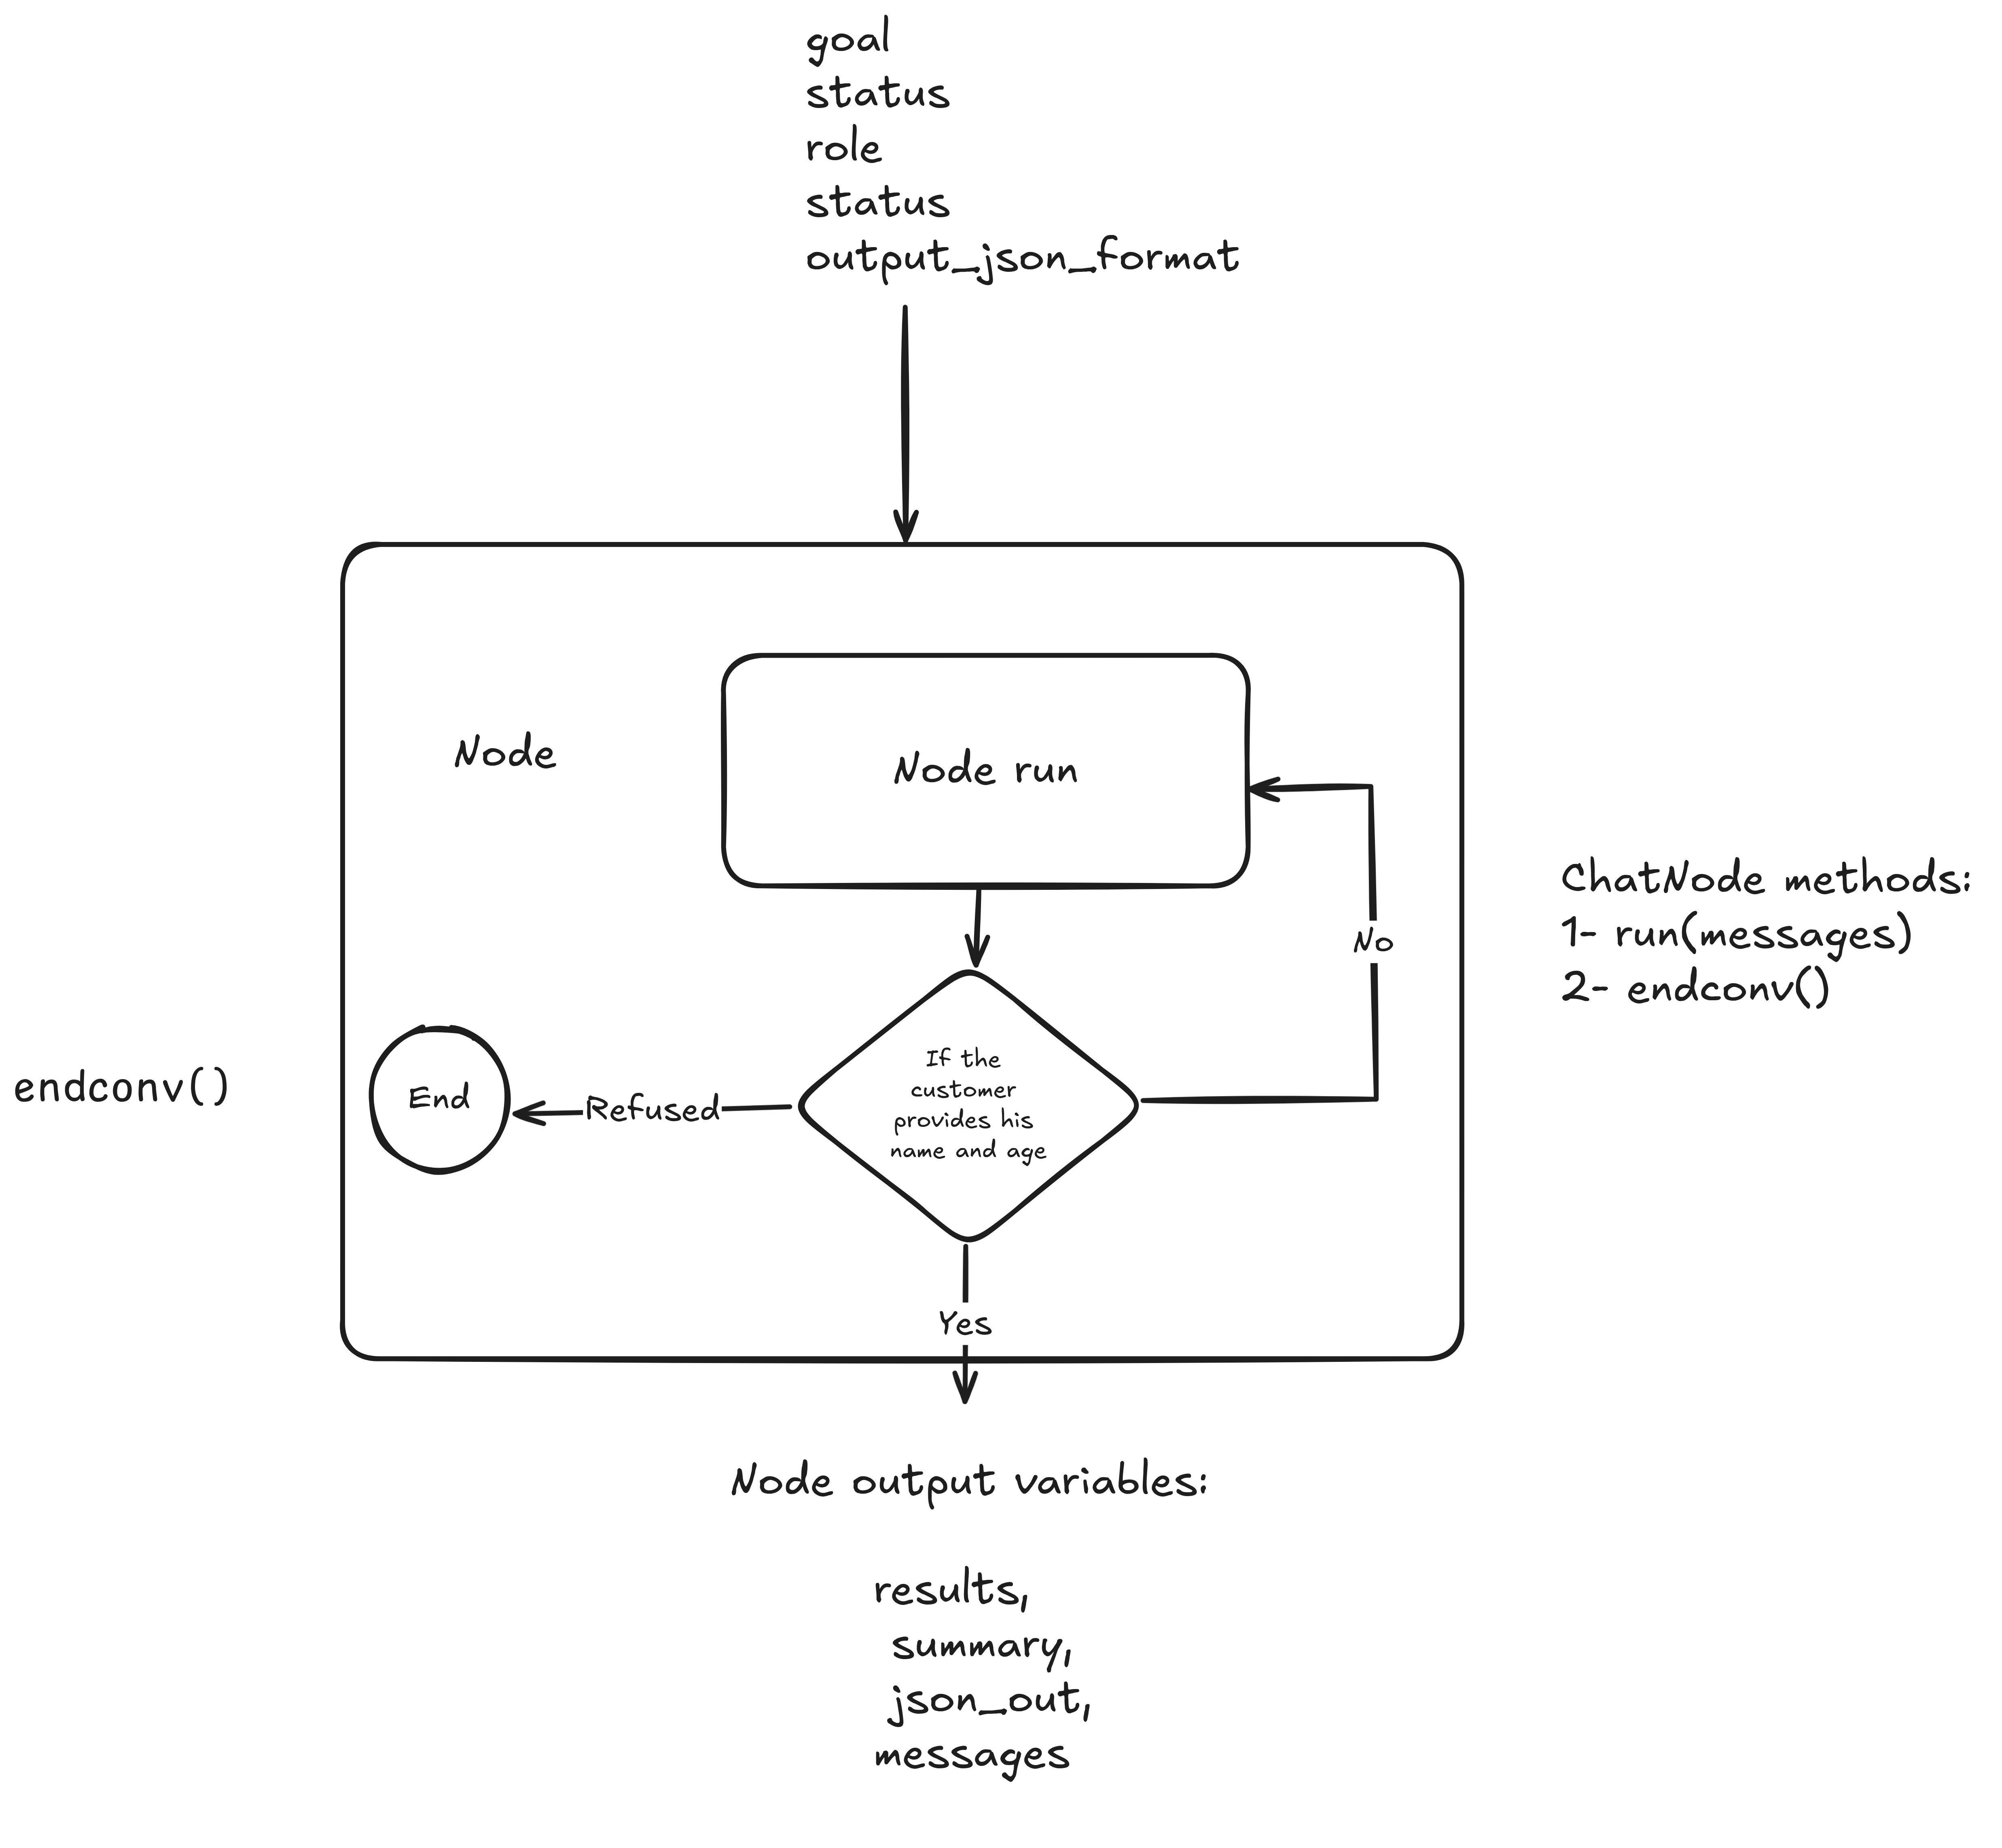 goal
status
role
status
output_json_format
Node
Node run
No
ChatNode methods:
1- run(messages)
2- endconv()
endconv()
End
Refused
If the
customer
provides his
name and age
Yes
Node output variables:
results,
summary,
json_out,
messages